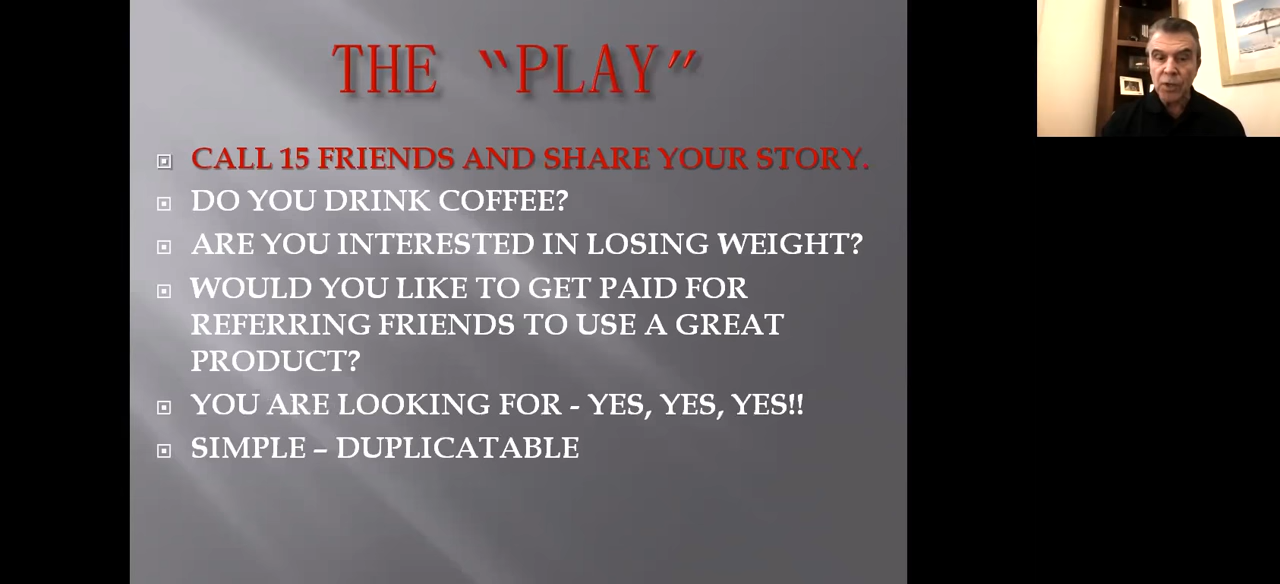 THE “PLAY”
CALL 15 FRIENDS AND SHARE YOUR STORY.
DO YOU DRINK COFFEE?
ARE YOU INTERESTED IN LOSING WEIGHT?
WOULD YOU LIKE TO GET PAID FOR
REFERRING FRIENDS TO USE A GREAT
PRODUCT?
YOU ARE LOOKING FOR - YES, YES, YES!!
SIMPLE – DUPLICATABLE